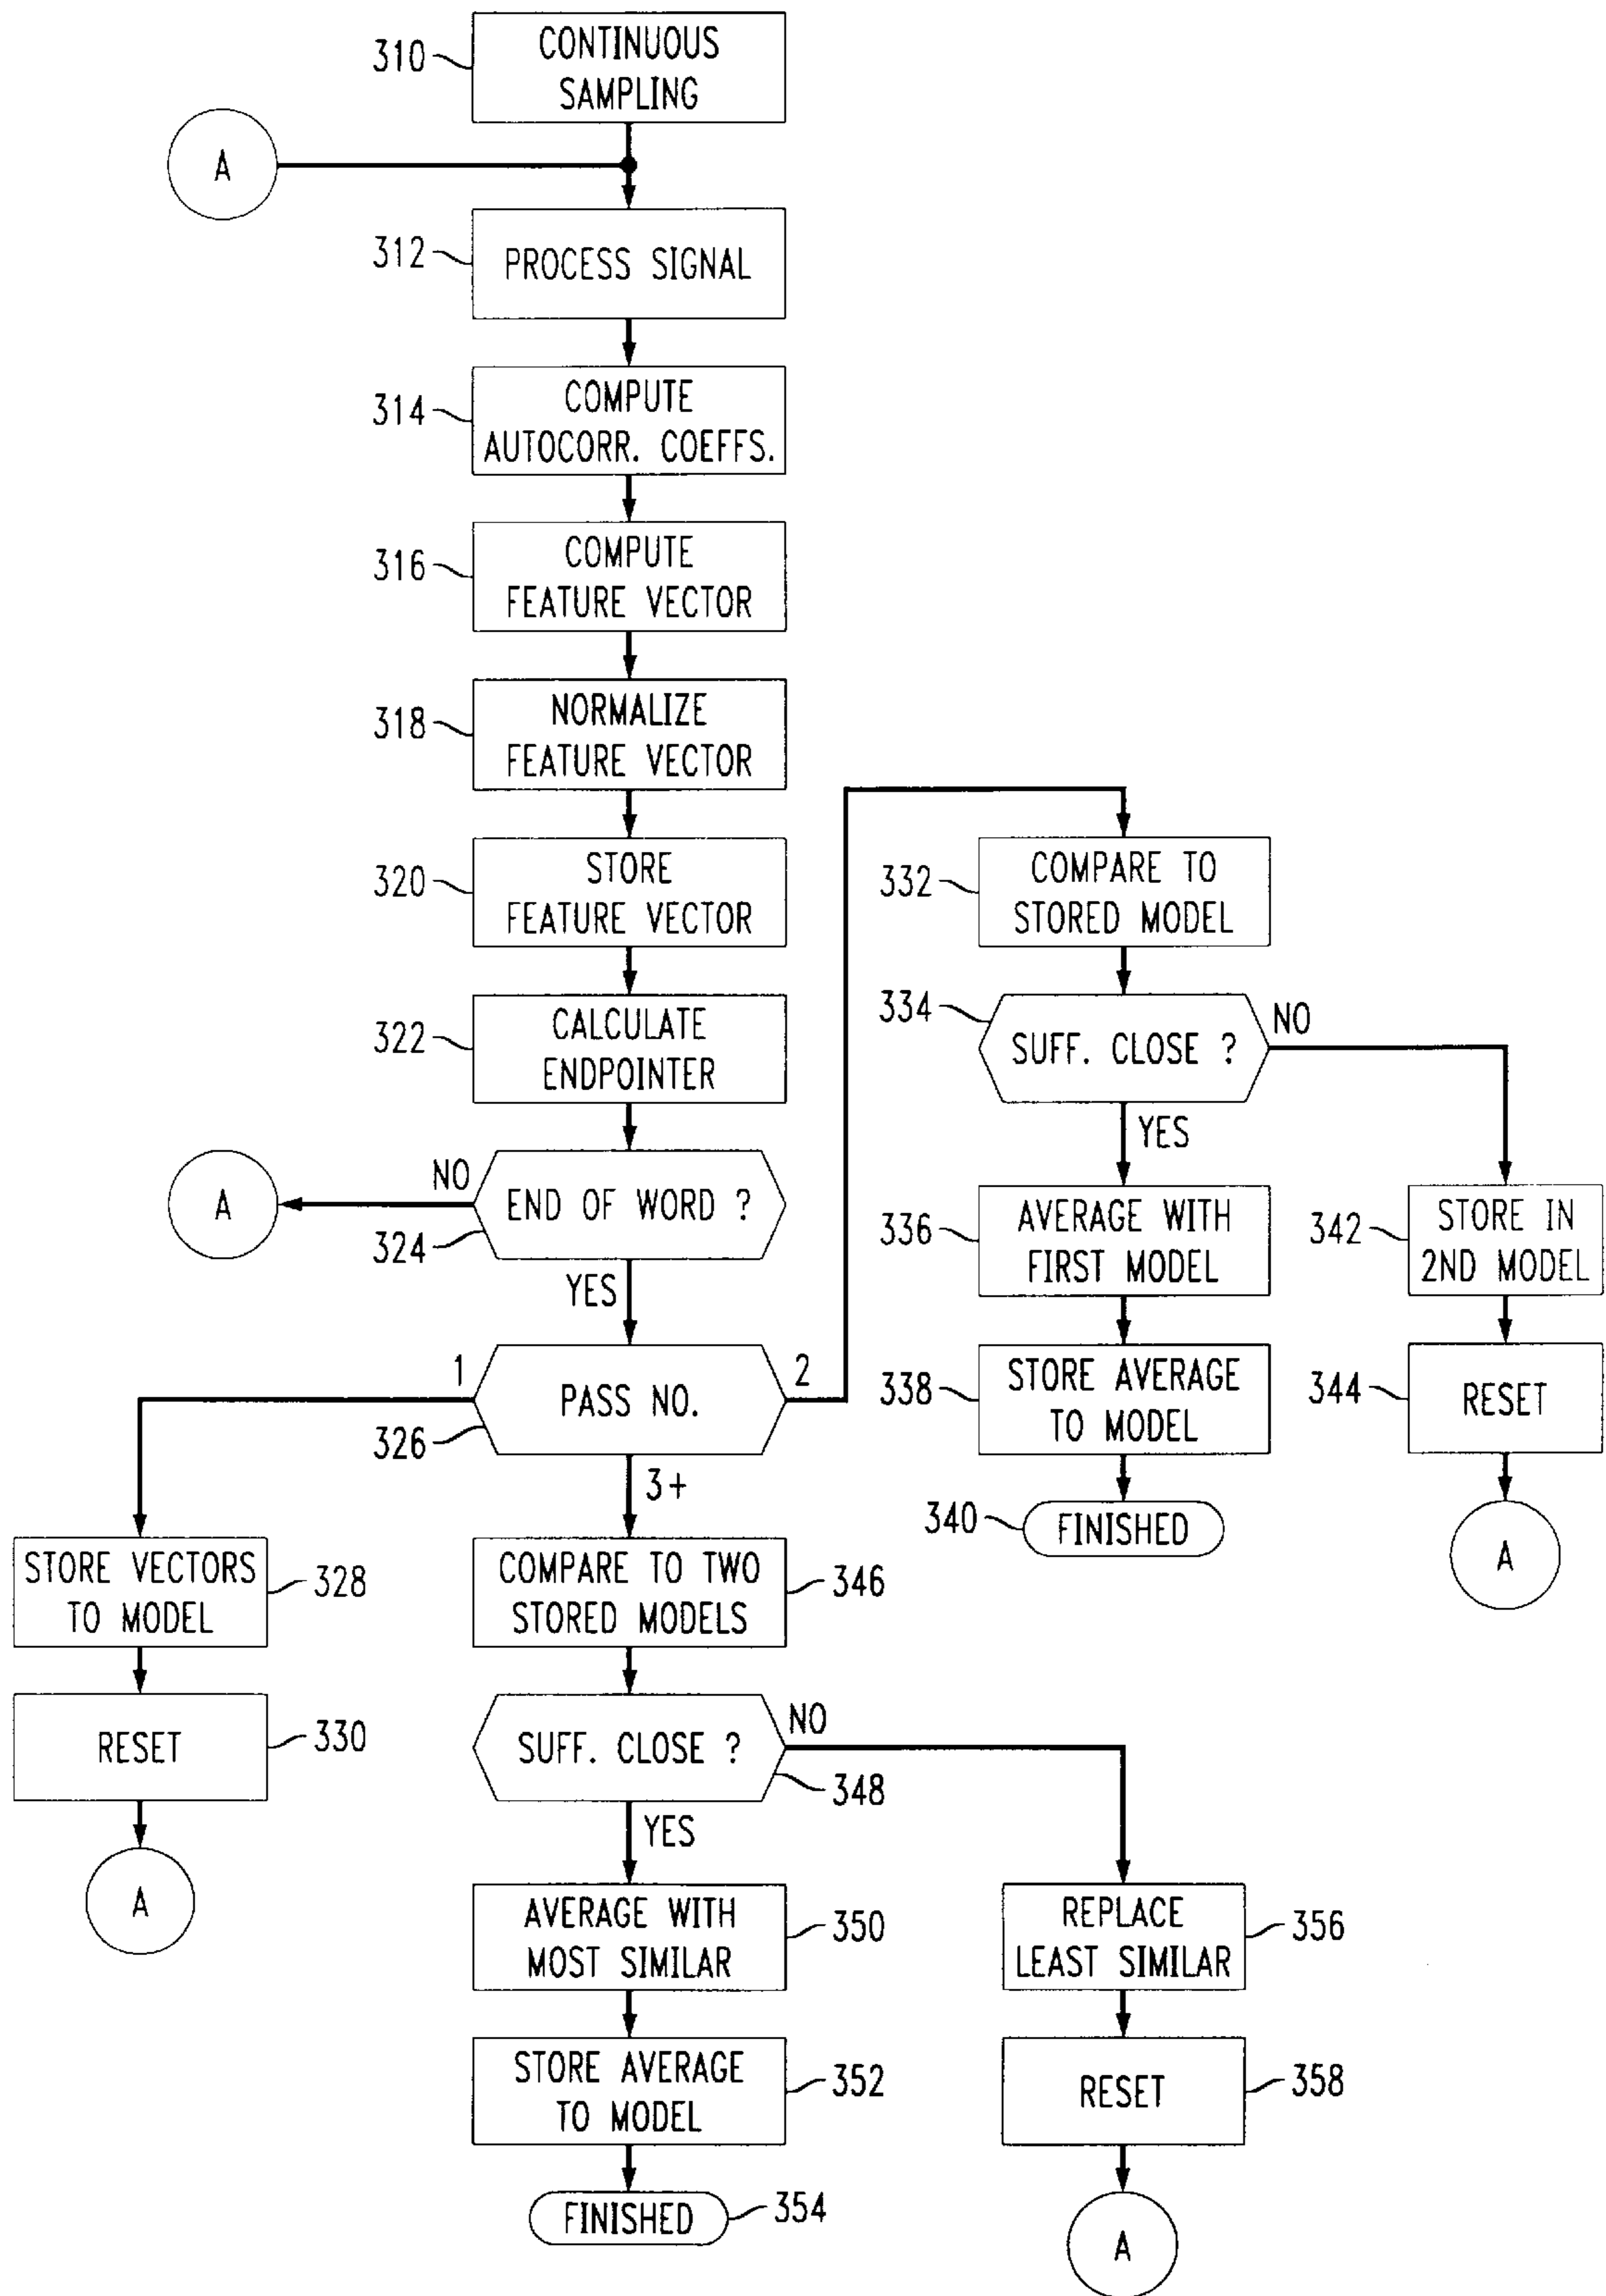 310
CONTINUOUS
SAMPLING
A
312
PROCESS SIGNAL
314
COMPUTE
AUTOCORR. COEFFS.
316
COMPUTE
FEATURE VECTOR
318
NORMALIZE
FEATURE VECTOR
320
STORE
FEATURE VECTOR
322
CALCULATE
ENDPOINTER
A
NO
END OF WORD ?
324
YES
1
PASS NO.
2
326
3+
332
COMPARE TO
STORED MODEL
334
SUFF. CLOSE ?
NO
YES
336
AVERAGE WITH
FIRST MODEL
338
STORE AVERAGE
TO MODEL
340
FINISHED
342
STORE IN
2ND MODEL
344
RESET
A
STORE VECTORS
TO MODEL
328
RESET
330
A
COMPARE TO TWO
STORED MODELS
346
SUFF. CLOSE ?
NO
348
YES
AVERAGE WITH
MOST SIMILAR
350
STORE AVERAGE
TO MODEL
352
FINISHED
354
REPLACE
LEAST SIMILAR
356
RESET
358
A